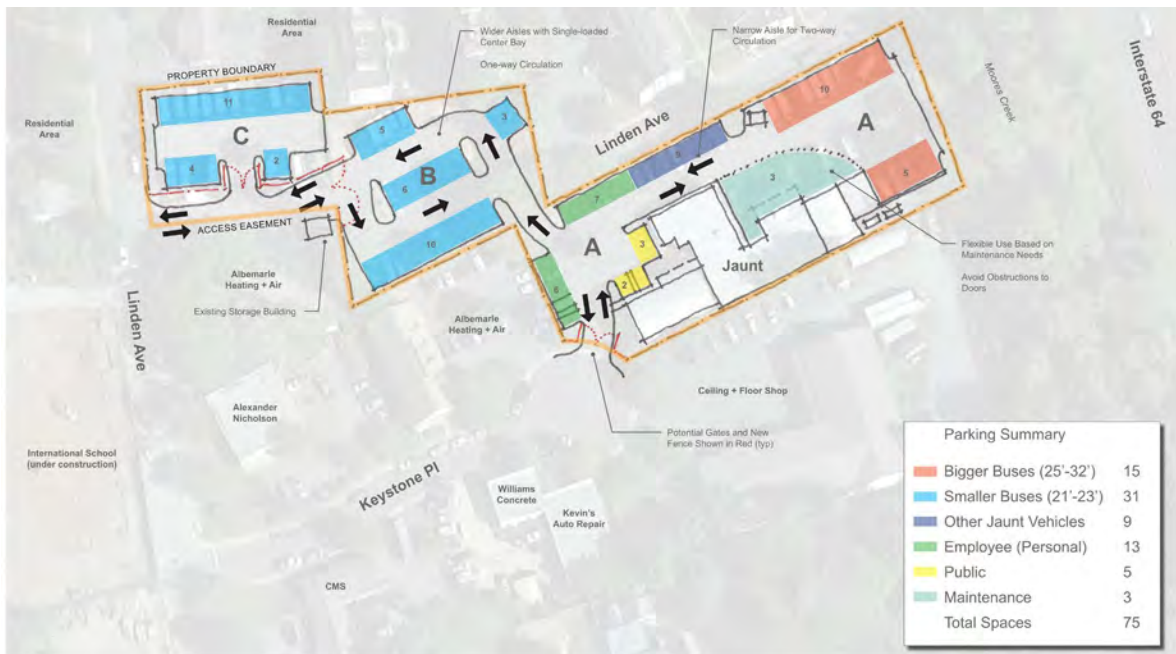 Residential
Area
Wider Aisles with Single-loaded
Center Bay
One-way Circulation
Narrow Aisle for Two-way
Circulation
Interstate 64
Moores Creek
PROPERTY BOUNDARY
Residential
Area
11
C
4
2
5
3
B
6
10
Linden Ave
10
A
9
7
3
5
ACCESS EASEMENT
A
3
2
6
Jaunt
Flexible Use Based on
Maintenance Needs
Avoid Obstructions to
Doors
Albemarle
Heating + Air
Existing Storage Building
Linden Ave
Albemarle
Heating + Air
Ceiling + Floor Shop
Alexander
Nicholson
Potential Gates and New
Fence Shown in Red (typ)
International School
(under construction)
Keystone Pl
Williams
Concrete
Kevin's
Auto Repair
CMS
Parking Summary
Bigger Buses (25'-32') 15
Smaller Buses (21'-23') 31
Other Jaunt Vehicles 9
Employee (Personal) 13
Public 5
Maintenance 3
Total Spaces 75